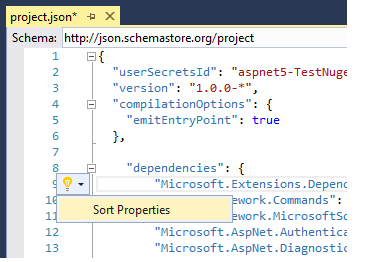 project.json*
Schema: http://json.schemastore.org/project
1 {
2 "userSecretsId": "aspnet5-TestNuge
3 "version": "1.0.0-*",
4 "compilationOptions": {
5 "emitEntryPoint": true
6 },
7
8 "dependencies": {
9 "Microsoft.Extensions.Depend
10 ework.Commands":
Sort Properties
11 ework.MicrosoftSc
12 "Microsoft.AspNet.Authentica
13 "Microsoft.AspNet.Diagnostic